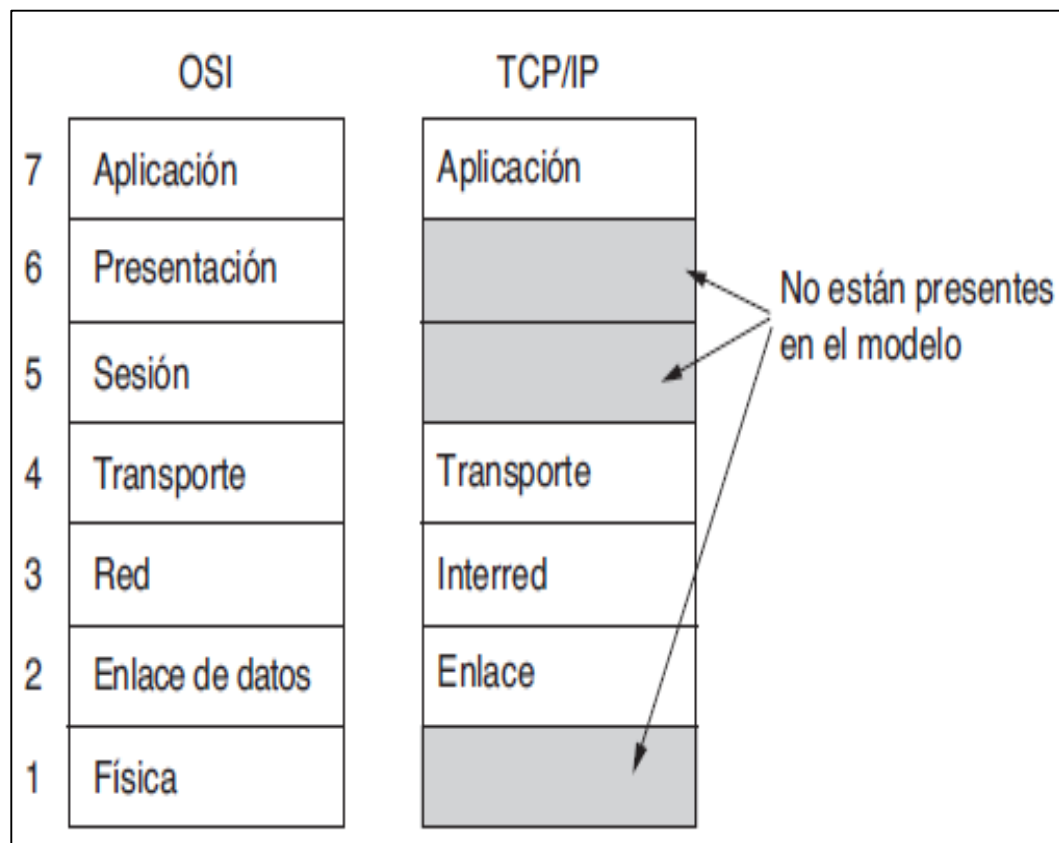 OSI
TCP/IP
7
Aplicación
Aplicación
6
Presentación
5
Sesión
No están presentes
en el modelo
4
Transporte
Transporte
3
Red
Interred
2
Enlace de datos
Enlace
1
Física